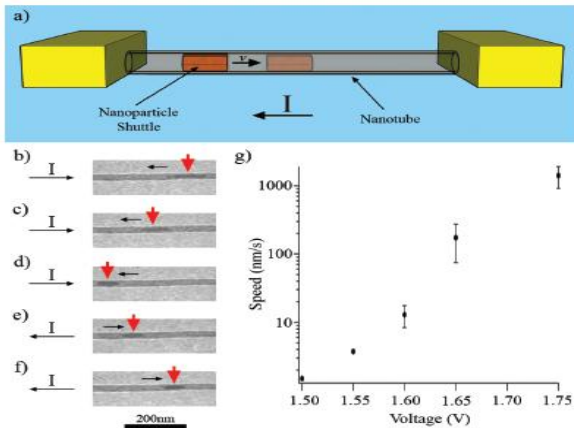 a)
v
Nanoparticle
Shuttle
I
Nanotube
b)
I
c)
I
d)
I
e)
I
f)
I
200nm
g)
Speed (nm/s)
1000
100
10
1.50 1.55 1.60 1.65 1.70 1.75
Voltage (V)